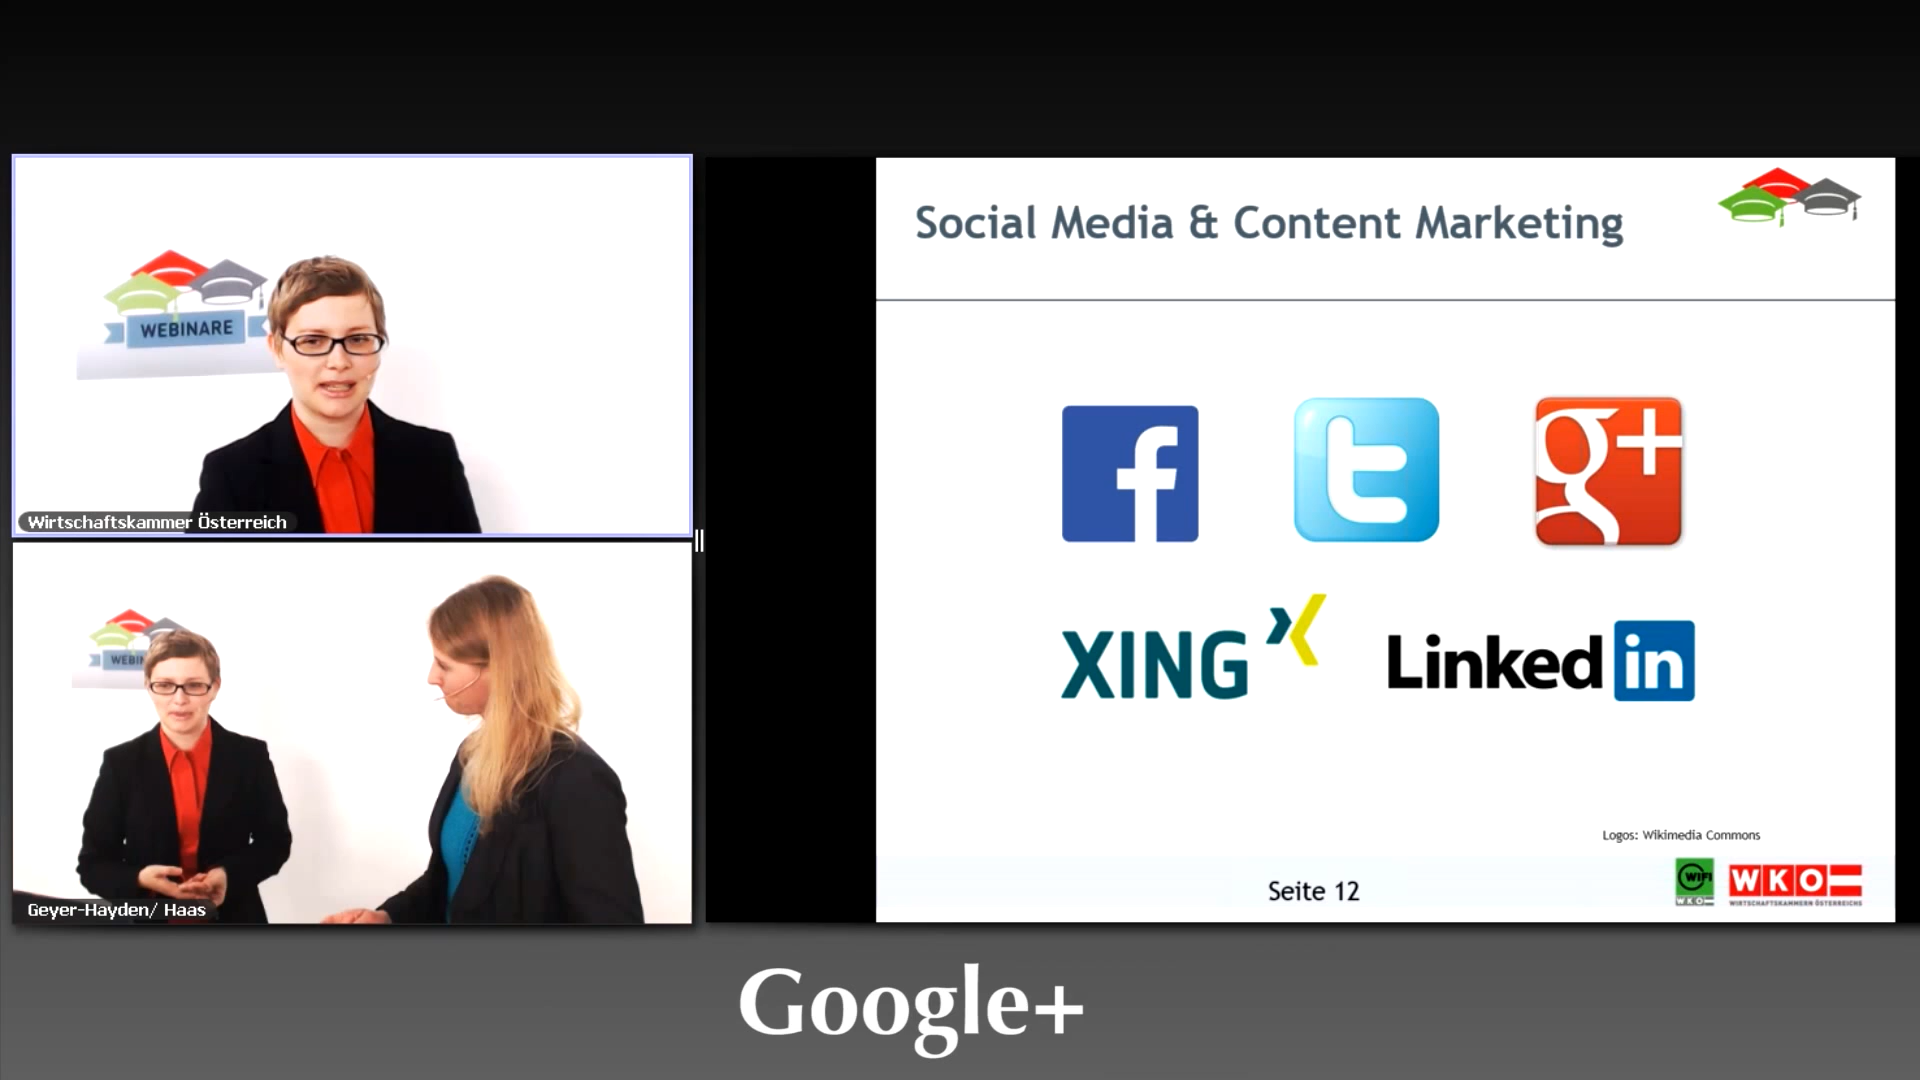 WEBINARE
Wirtschaftskammer Österreich
WEBIN
Geyer-Hayden/ Haas
Social Media & Content Marketing
f
t
g+
XING
Linked in
Logos: Wikimedia Commons
Seite 12
WIFI
WKO
WKO
WIRTSCHAFTSKAMMERN ÖSTERREICHS
Google+